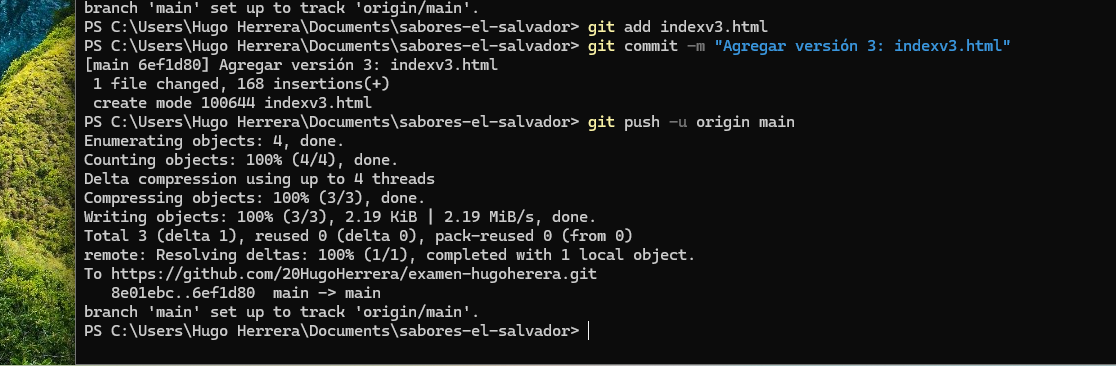 branch 'main' set up to track 'origin/main'.
PS C:\Users\Hugo Herrera\Documents\sabores-el-salvador> git add indexv3.html
PS C:\Users\Hugo Herrera\Documents\sabores-el-salvador> git commit -m "Agregar versión 3: indexv3.html"
[main 6ef1d80] Agregar versión 3: indexv3.html
 1 file changed, 168 insertions(+)
 create mode 100644 indexv3.html
PS C:\Users\Hugo Herrera\Documents\sabores-el-salvador> git push -u origin main
Enumerating objects: 4, done.
Counting objects: 100% (4/4), done.
Delta compression using up to 4 threads
Compressing objects: 100% (3/3), done.
Writing objects: 100% (3/3), 2.19 KiB | 2.19 MiB/s, done.
Total 3 (delta 1), reused 0 (delta 0), pack-reused 0 (from 0)
remote: Resolving deltas: 100% (1/1), completed with 1 local object.
To https://github.com/20HugoHerrera/examen-hugoherera.git
   8e01ebc..6ef1d80  main -> main
branch 'main' set up to track 'origin/main'.
PS C:\Users\Hugo Herrera\Documents\sabores-el-salvador>